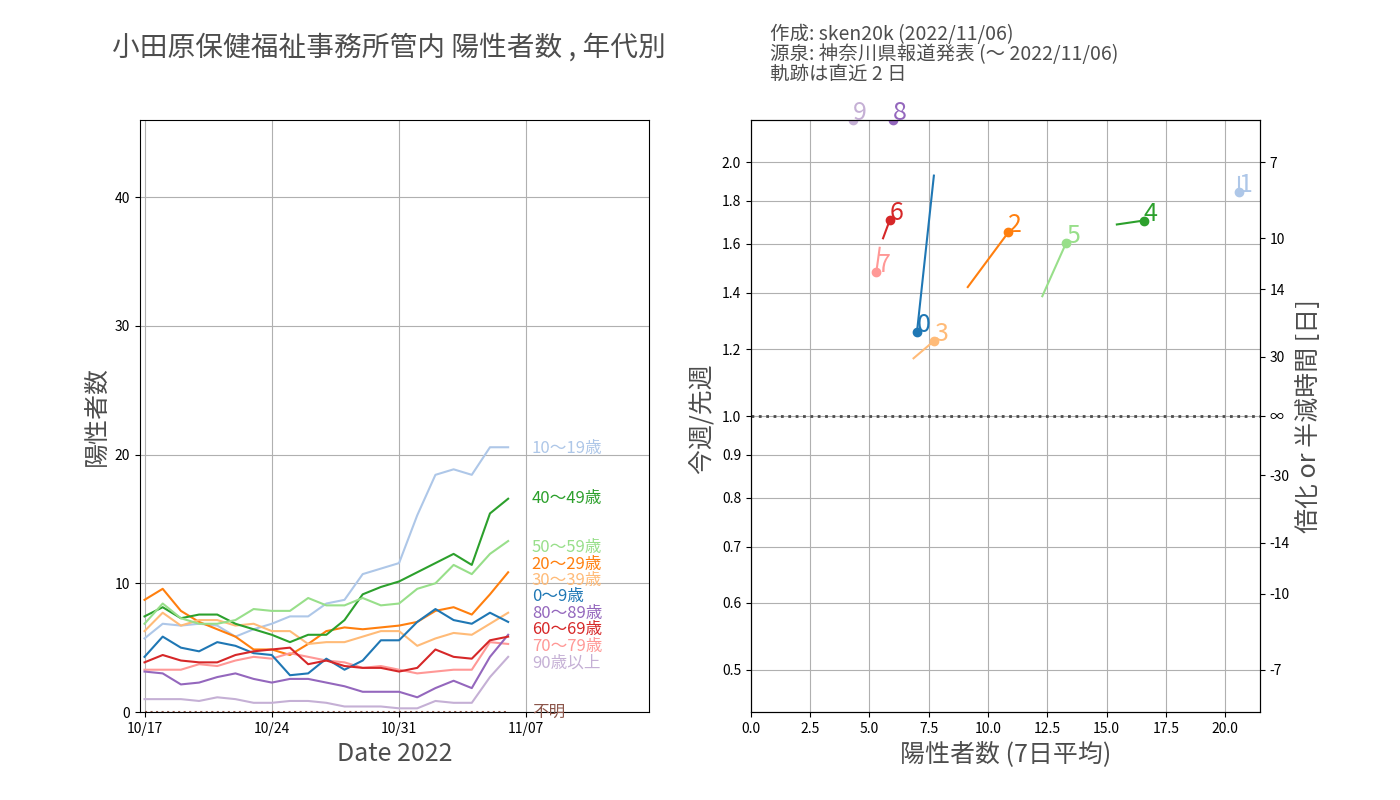 小田原保健福祉事務所管内 陽性者数 , 年代別
作成: sken20k (2022/11/06)
源泉: 神奈川県報道発表 (〜 2022/11/06)
軌跡は直近 2 日
陽性者数
40
30
20
10
0
10/17
10/24
10/31
11/07
Date 2022
10〜19歳
40〜49歳
50〜59歳
20〜29歳
30〜39歳
0〜9歳
80〜89歳
60〜69歳
70〜79歳
90歳以上
不明
今週/先週
2.0
1.8
1.6
1.4
1.2
1.0
0.9
0.8
0.7
0.6
0.5
9
8
1
6
4
2
5
7
0
3
0.0
2.5
5.0
7.5
10.0
12.5
15.0
17.5
20.0
陽性者数 (7日平均)
7
10
14
30
∞
-30
-14
-10
-7
倍化 or 半減時間 [日]